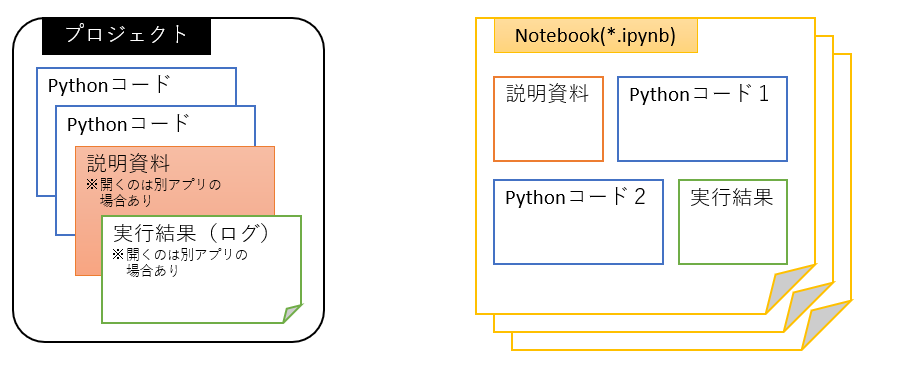 プロジェクト
Pythonコード
Pythonコード
説明資料
※開くのは別アプリの
場合あり
実行結果（ログ）
※開くのは別アプリの
場合あり
Notebook(*.ipynb)
説明資料
Pythonコード１
Pythonコード２
実行結果